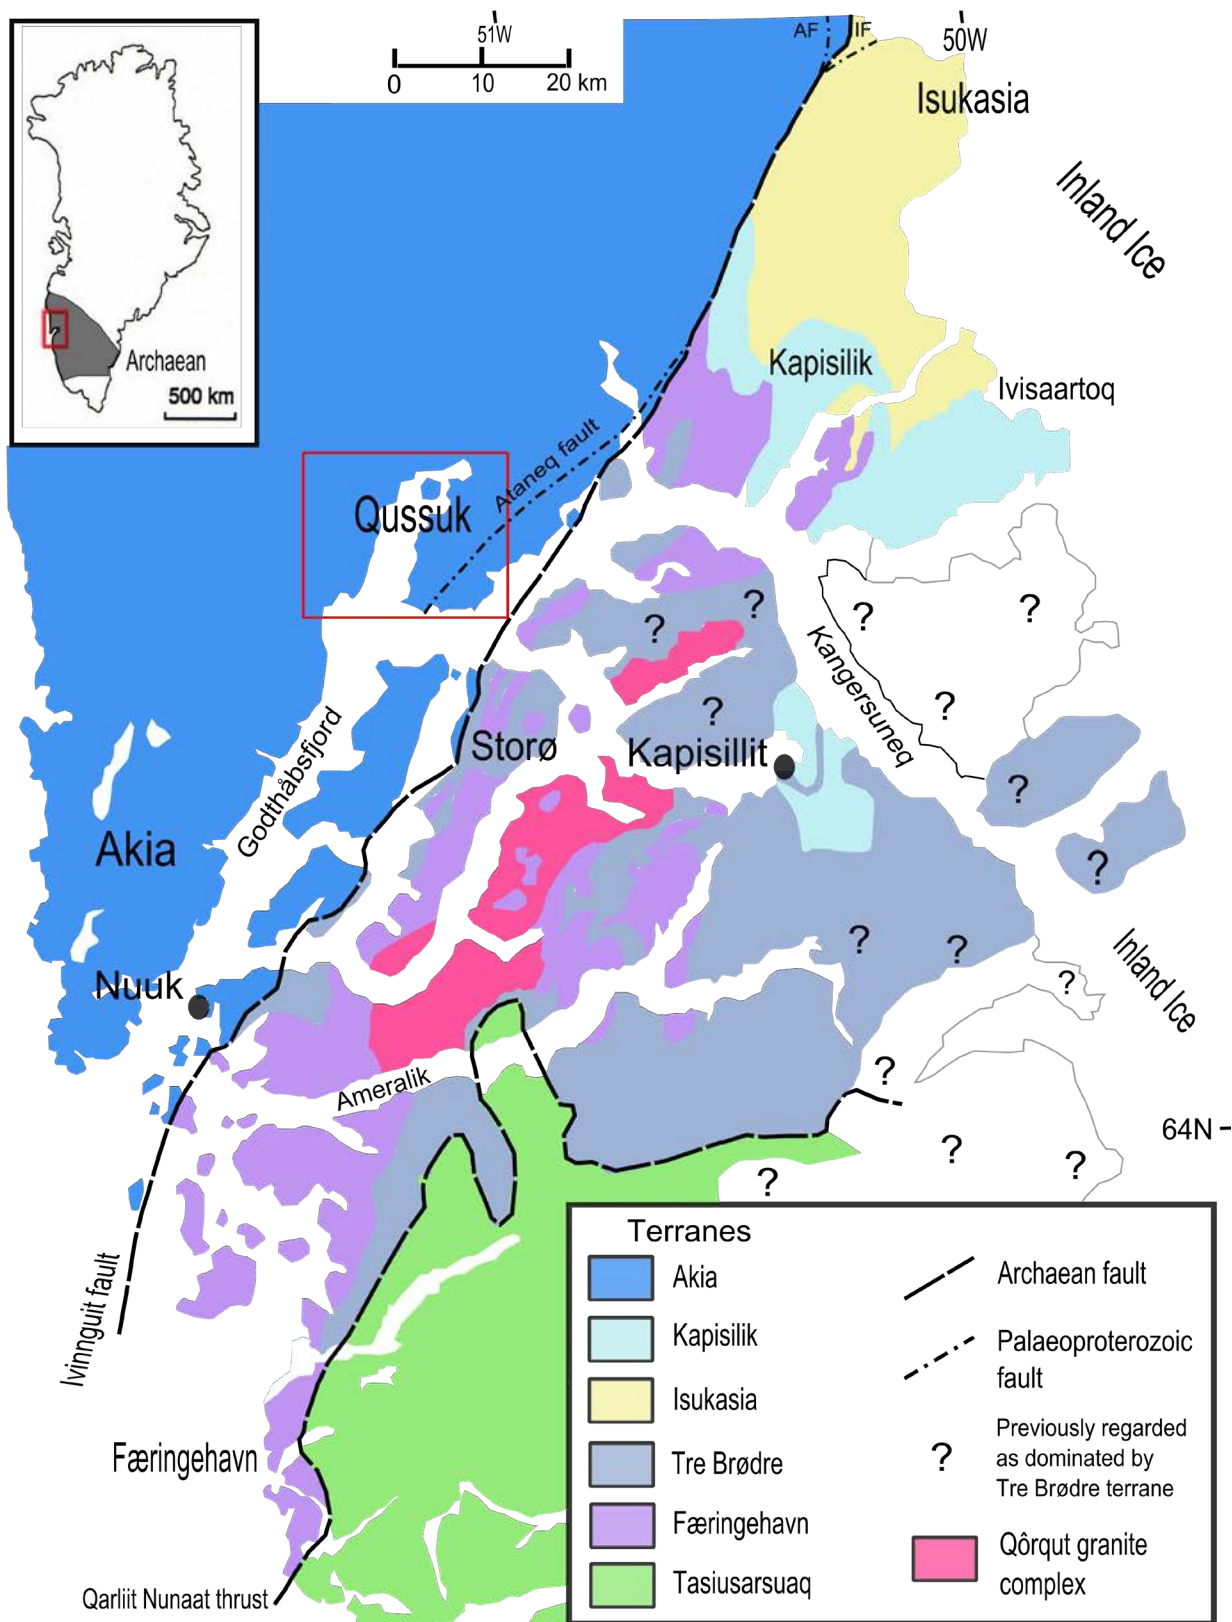 51W
AF
IF
50W
0 10 20 km
Isukasia
Inland Ice
Archaean
500 km
Kapisilik
Ivisaartoq
Ataneq fault
Qussuk
?
?
?
?
Kangersuneq
?
?
Godthåbsfjord
Storø
Kapisillit
?
Akia
?
?
?
Inland Ice
Nuuk
?
?
Ameralik
64N
?
?
?
Ivinnguit fault
Færingehavn
Qarliit Nunaat thrust
Terranes
Akia
Kapisilik
Isukasia
Tre Brødre
Færingehavn
Tasiusarsuaq
Archaean fault
Palaeoproterozoic
fault
?
Previously regarded
as dominated by
Tre Brødre terrane
Qôrqut granite
complex